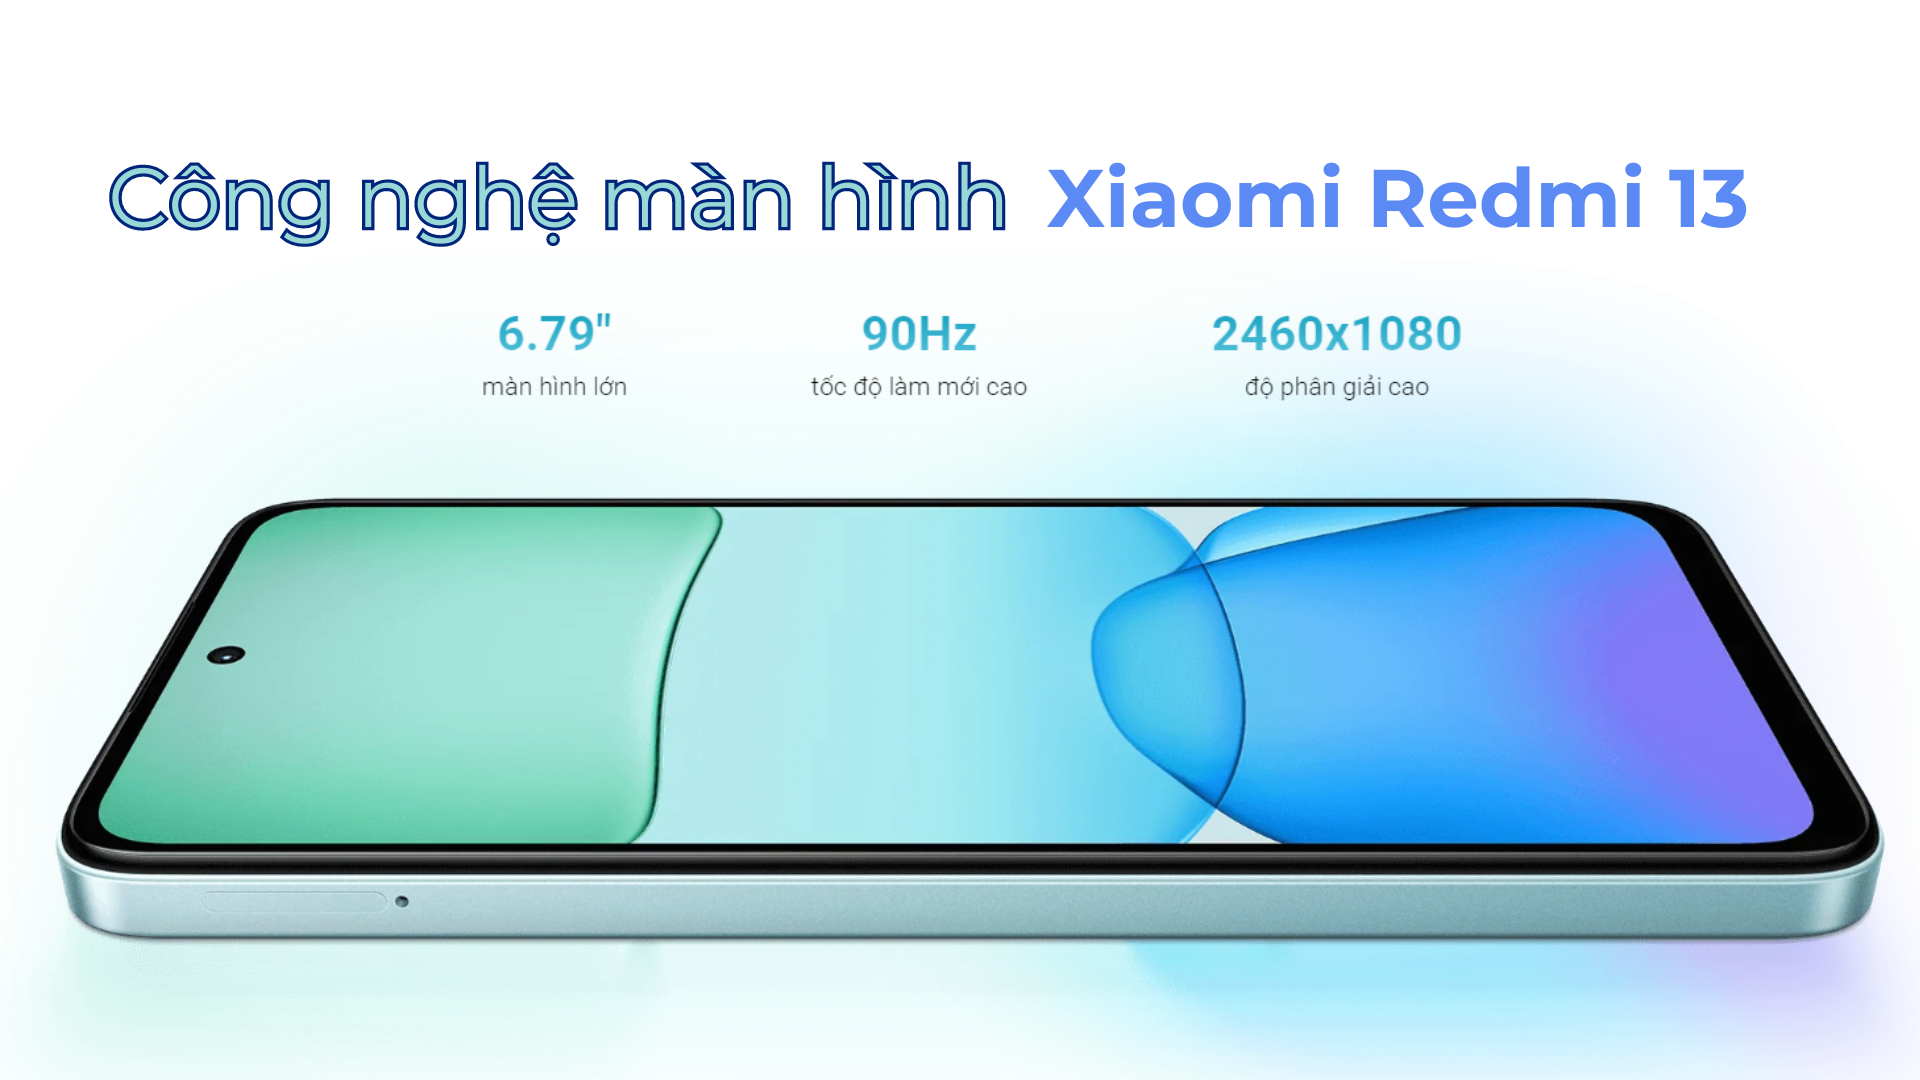 Công nghệ màn hình Xiaomi Redmi 13
6.79" 90Hz 2460x1080
màn hình lớn tốc độ làm mới cao độ phân giải cao